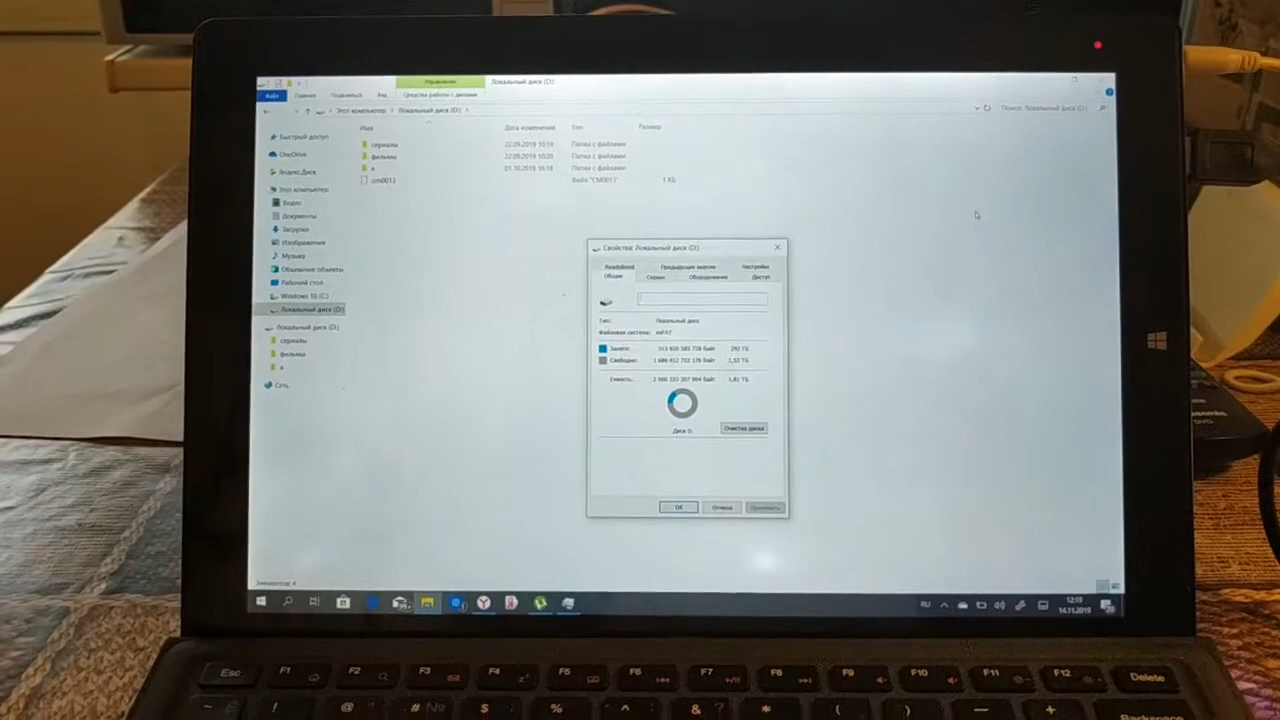 Управление Локальный диск (D:)
Файл Главная Поделиться Вид Средства работы с дисками
Этот компьютер > Локальный диск (D:) > Поиск: Локальный диск (D:)
Имя Дата изменения Тип Размер
сериалы 22.09.2019 10:19 Папка с файлами
фильмы 22.09.2019 10:20 Папка с файлами
я 01.10.2019 16:18 Папка с файлами
cm0013 Файл "CM0013" 1 КБ
Быстрый доступ
OneDrive
Яндекс.Диск
Этот компьютер
Видео
Документы
Загрузки
Изображения
Музыка
Объемные объекты
Рабочий стол
Windows 10 (C:)
Локальный диск (D:)
Локальный диск (D:)
сериалы
фильмы
я
Сеть
Свойства: Локальный диск (D:)
ReadyBoost Предыдущие версии Настройка
Общие Сервис Оборудование Доступ
Тип: Локальный диск
Файловая система: exFAT
Занято: 313 920 585 728 байт 292 ГБ
Свободно: 1 686 412 722 176 байт 1,53 ТБ
Емкость: 2 000 333 307 904 байт 1,81 ТБ
Диск D: Очистка диска
ОК Отмена Применить
Элементов: 4
RU 12:19
14.11.2019
Esc F1 F2 F3 F4 F5 F6 F7 F8 F9 F10 F11 F12 Delete
~ ! @ # № $ % ^ & ? * ( ) — + Backspace